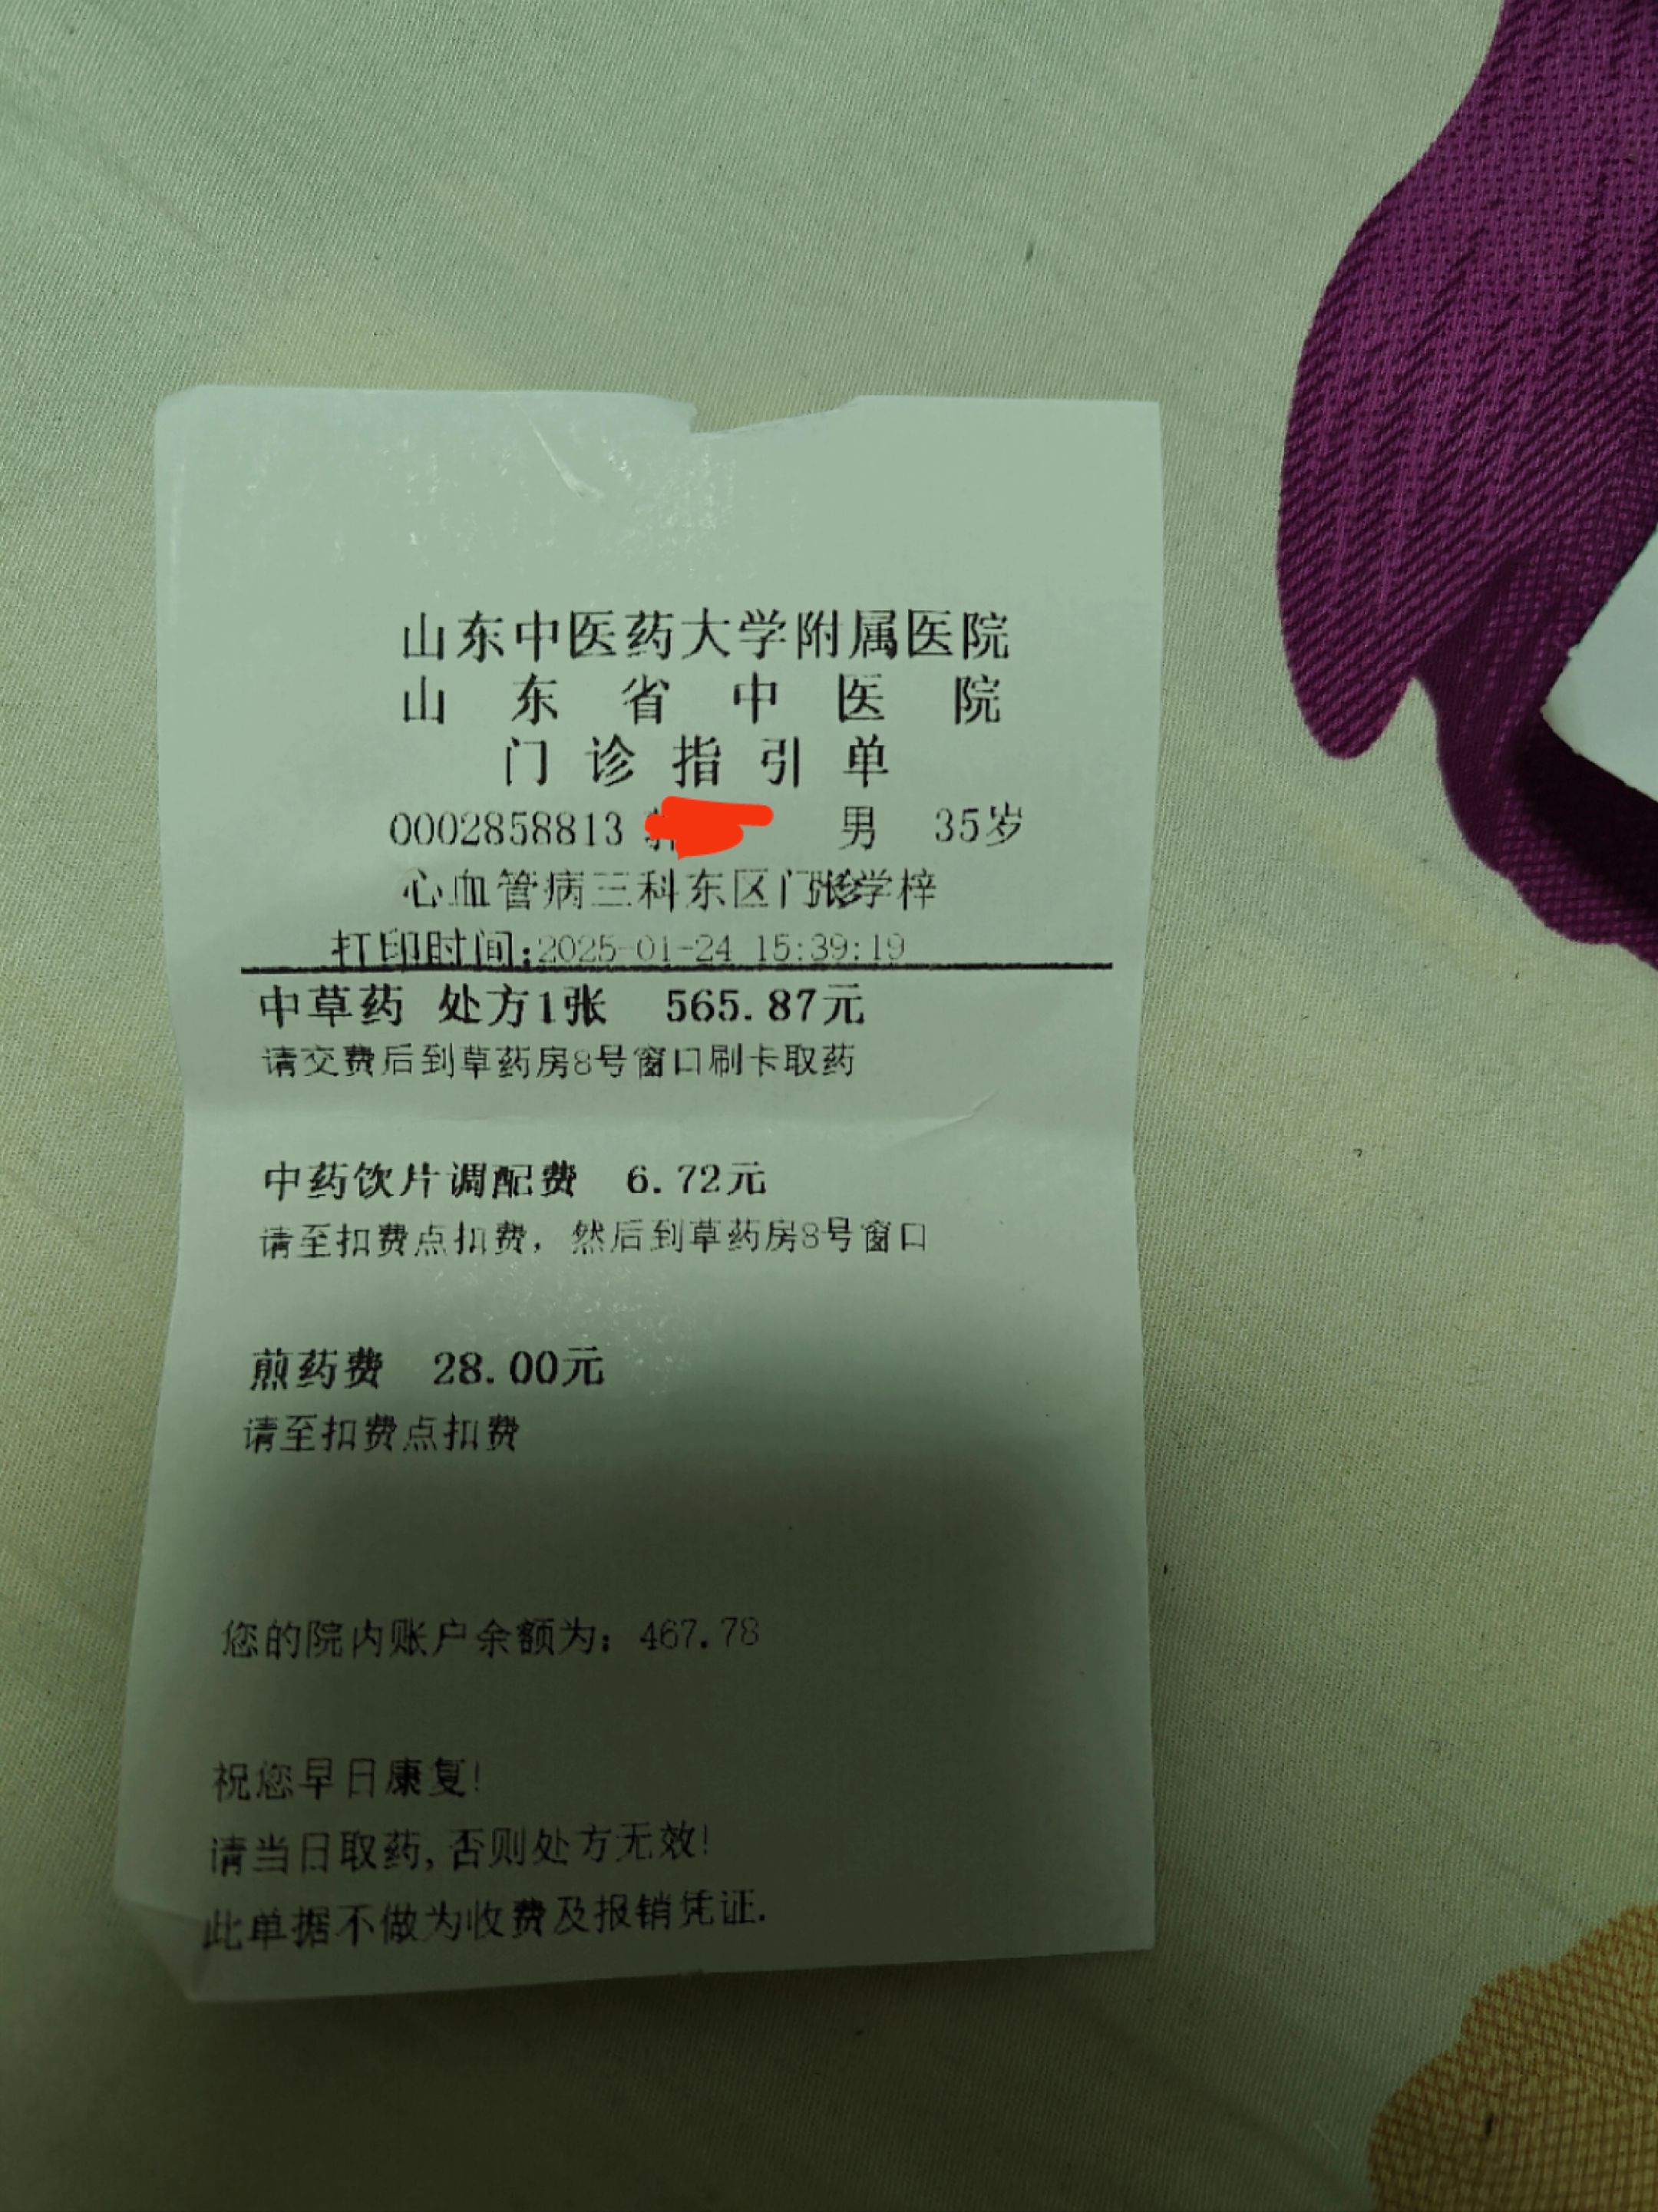 山东中医药大学附属医院
山东省中医院
门诊指引单
0002858813 男 35岁
心血管病三科东区门诊张学梓
打印时间:2025-01-24 15:39:19
中草药 处方1张 565.87元
请交费后到草药房8号窗口刷卡取药
中药饮片调配费 6.72元
请至扣费点扣费，然后到草药房8号窗口
煎药费 28.00元
请至扣费点扣费
您的院内账户余额为：467.78
祝您早日康复!
请当日取药,否则处方无效!
此单据不做为收费及报销凭证.